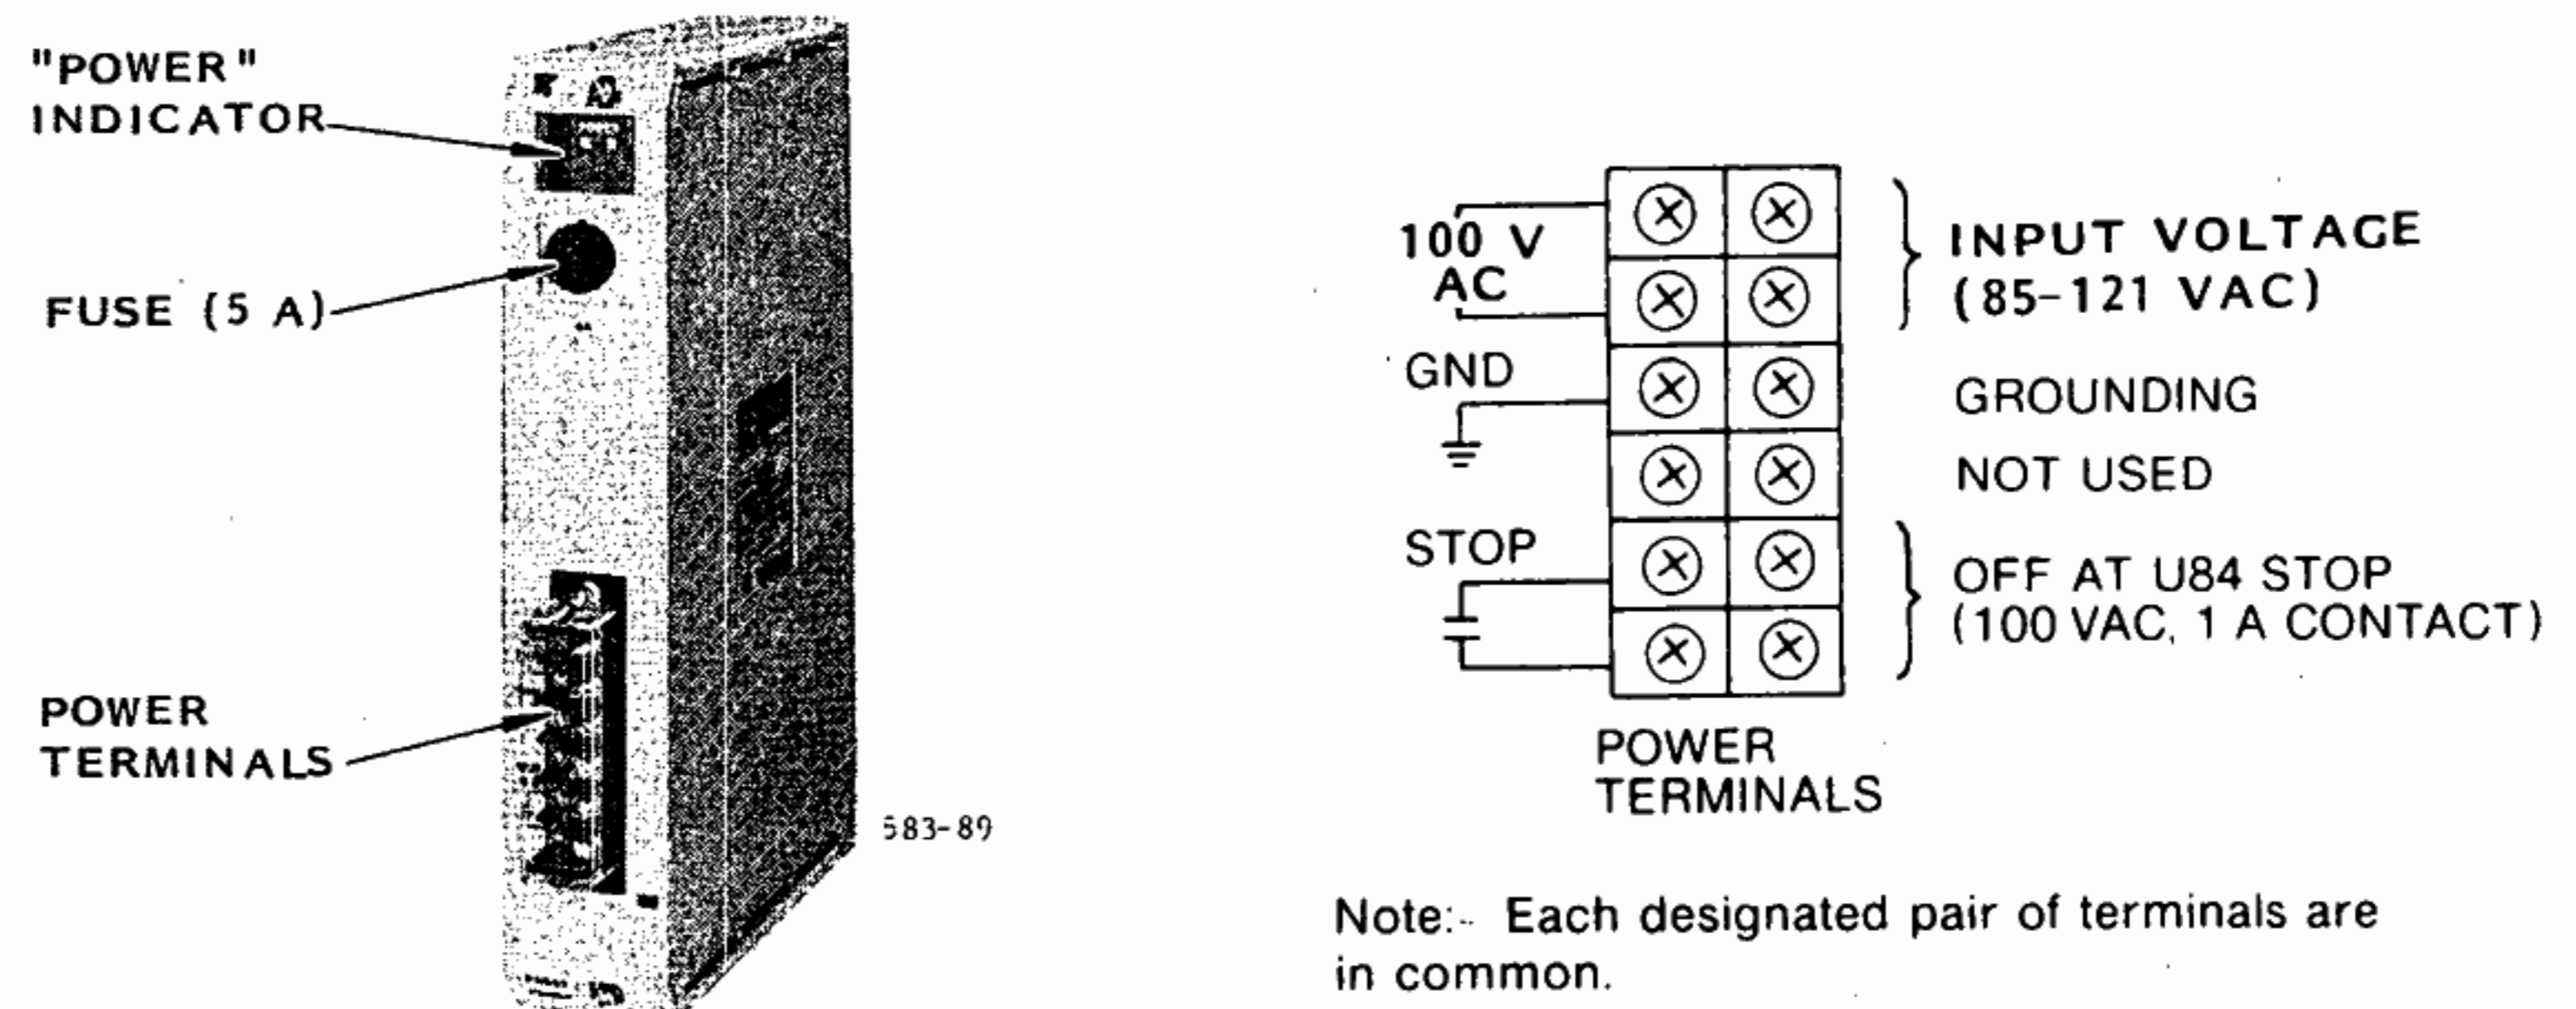 "POWER"
INDICATOR
FUSE (5 A)
POWER
TERMINALS
583-89
100 V
AC
GND
STOP
INPUT VOLTAGE
(85-121 VAC)
GROUNDING
NOT USED
OFF AT U84 STOP
(100 VAC, 1 A CONTACT)
POWER
TERMINALS
Note:- Each designated pair of terminals are
in common.